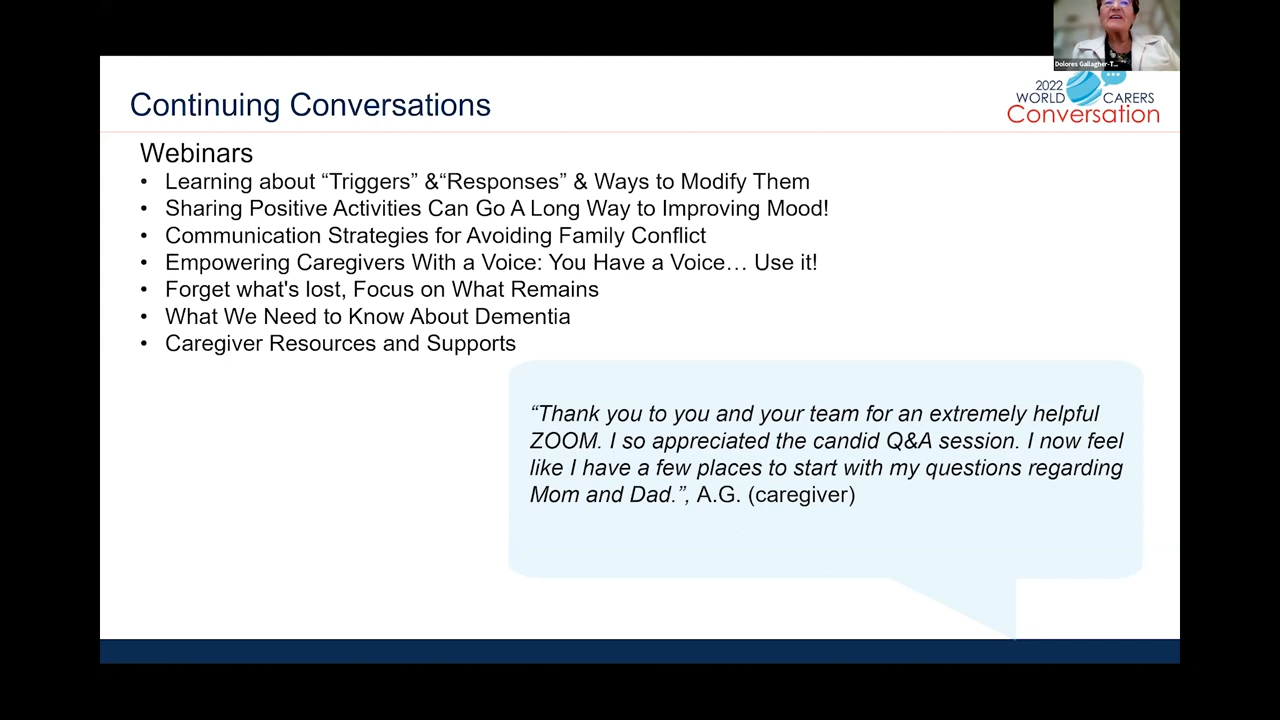 Dolores Gallagher-T...
Continuing Conversations
2022
WORLD CARERS
Conversation
Webinars
• Learning about “Triggers” &“Responses” & Ways to Modify Them
• Sharing Positive Activities Can Go A Long Way to Improving Mood!
• Communication Strategies for Avoiding Family Conflict
• Empowering Caregivers With a Voice: You Have a Voice… Use it!
• Forget what's lost, Focus on What Remains
• What We Need to Know About Dementia
• Caregiver Resources and Supports
“Thank you to you and your team for an extremely helpful
ZOOM. I so appreciated the candid Q&A session. I now feel
like I have a few places to start with my questions regarding
Mom and Dad.”, A.G. (caregiver)